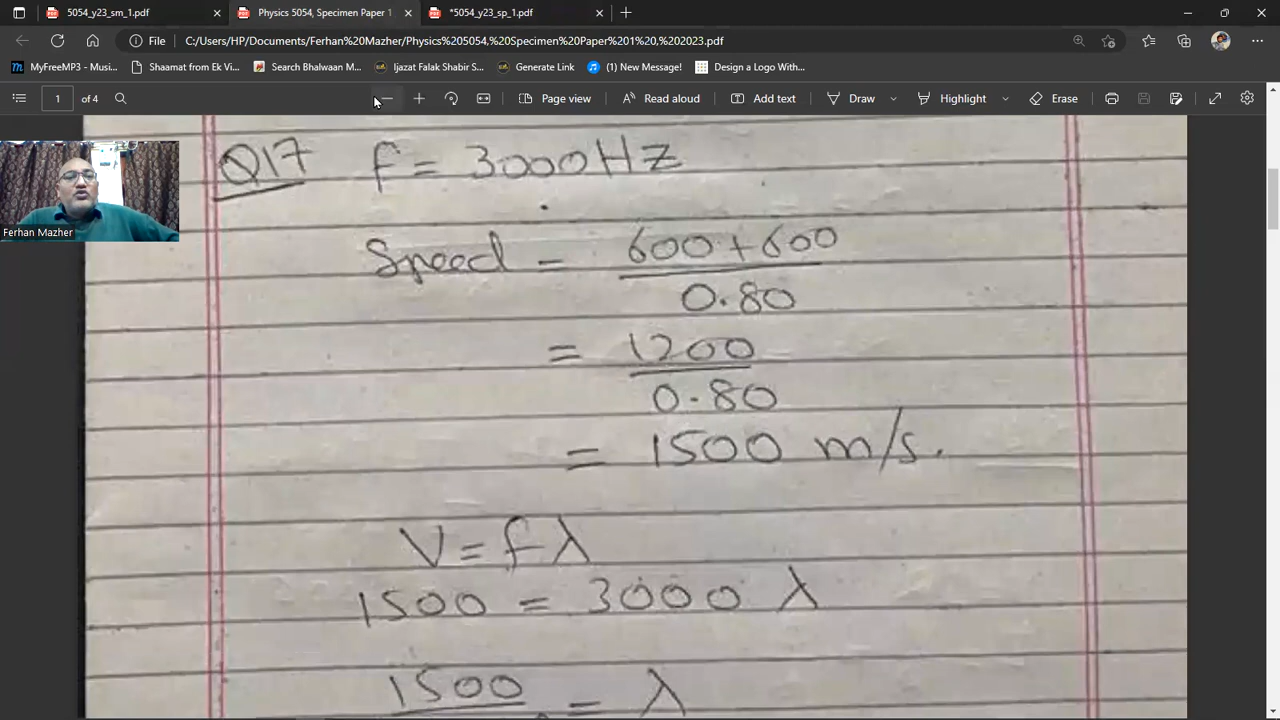 5054_y23_sm_1.pdf
Physics 5054, Specimen Paper 1
*5054_y23_sp_1.pdf
File
C:/Users/HP/Documents/Ferhan%20Mazher/Physics%205054,%20Specimen%20Paper%201%20,%202023.pdf
MyFreeMP3 - Musi...
Shaamat from Ek Vi...
Search Bhalwaan M...
Ijazat Falak Shabir S...
Generate Link
(1) New Message!
Design a Logo With...
1 of 4
Page view
Read aloud
Add text
Draw
Highlight
Erase
Ferhan Mazher
Q17 f = 3000Hz
Speed = 600+600
0.80
= 1200
0.80
= 1500 m/s.
V = fλ
1500 = 3000 λ
1500 = λ